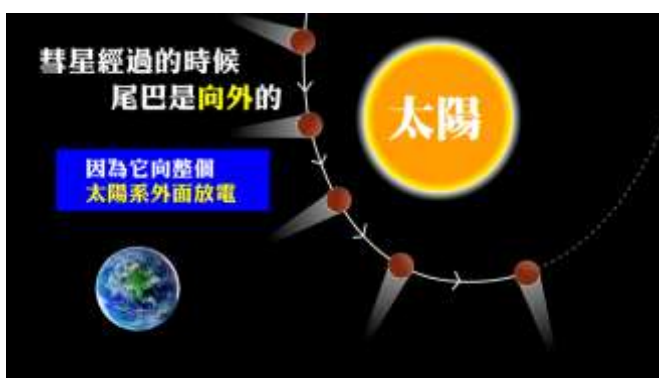 彗星經過的時候
尾巴是向外的
因為它向整個
太陽系外面放電
太陽